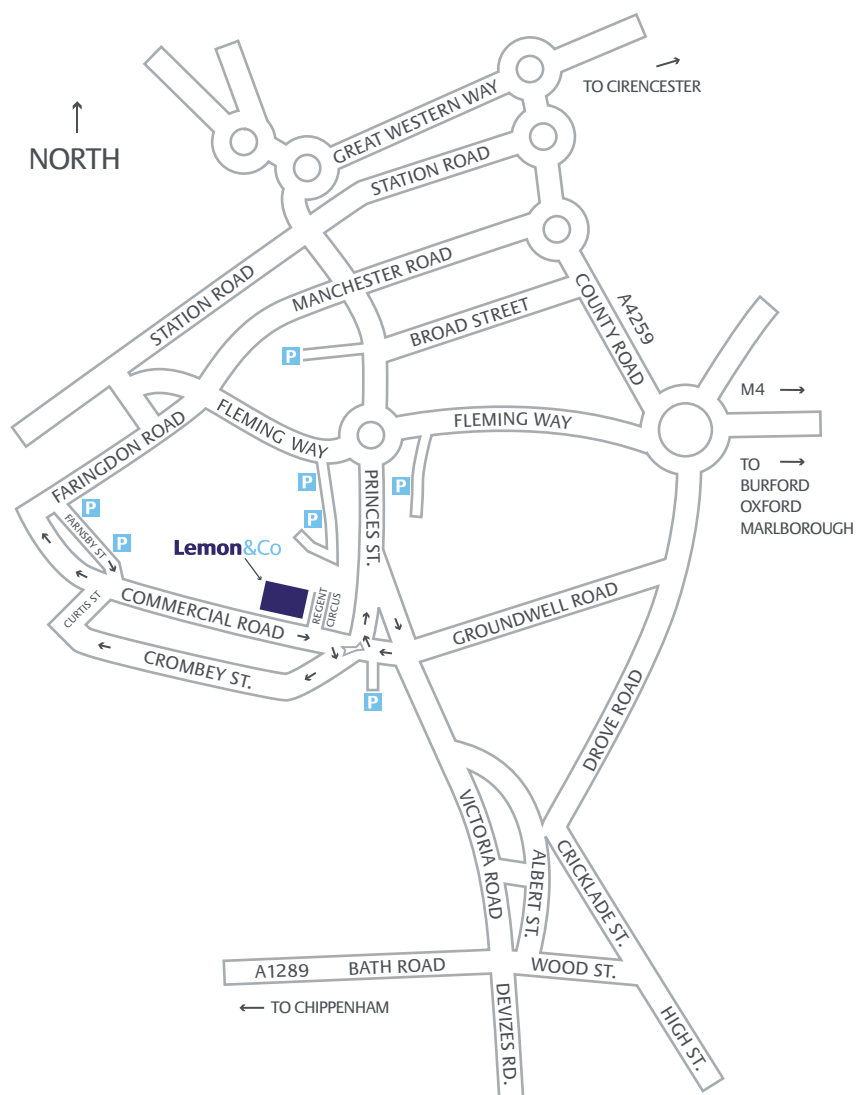 GREAT WESTERN WAY
TO CIRENCESTER
NORTH
STATION ROAD
STATION ROAD
MANCHESTER ROAD
A4259
COUNTY ROAD
BROAD STREET
P
M4
FLEMING WAY
FLEMING WAY
FARINGDON ROAD
TO
BURFORD
OXFORD
MARLBOROUGH
P
P
PRINCES ST.
P
P
P
FARNSBY ST
Lemon&Co
CURTIS ST
COMMERCIAL ROAD
REGENT
CIRCUS
GROUNDWELL ROAD
CROMBEY ST.
P
DROVE ROAD
VICTORIA ROAD
ALBERT ST.
CRICKLADE ST.
A1289
BATH ROAD
WOOD ST.
TO CHIPPENHAM
DEVIZES RD.
HIGH ST.